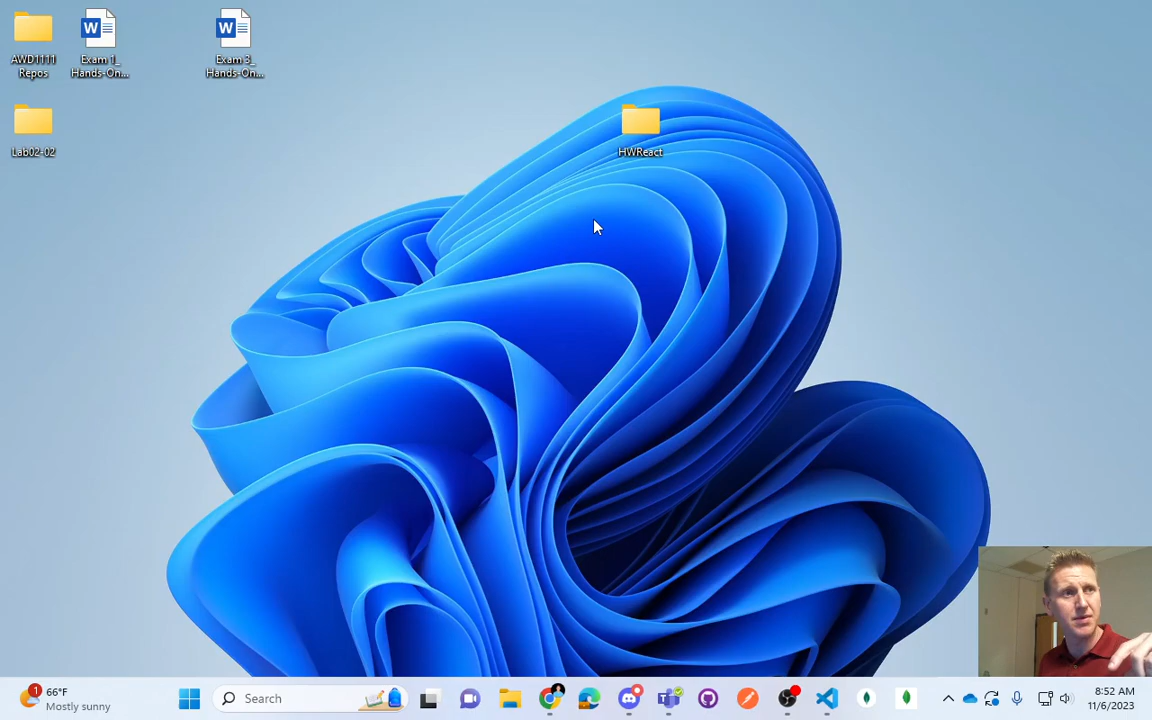 AWD1111
Repos
Exam 1_
Hands-On...
Exam 3_
Hands-On...
Lab02-02
HWReact
1
66°F
Mostly sunny
Search
8:52 AM
11/6/2023